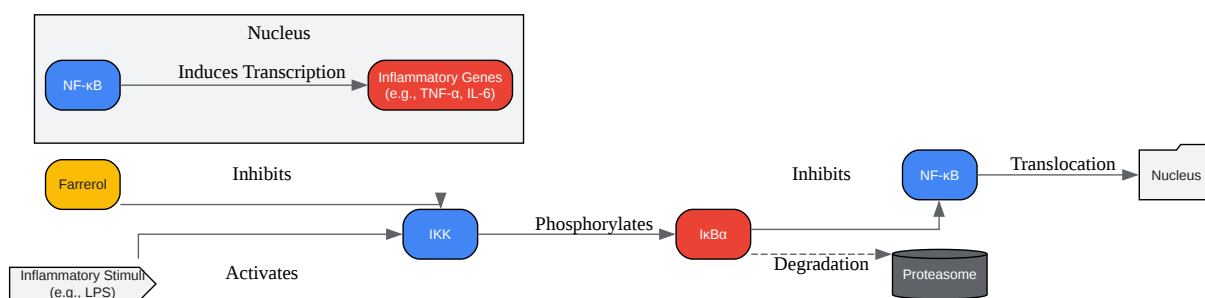 Nucleus
NF-κB
Induces Transcription
Inflammatory Genes
(e.g., TNF-α, IL-6)
Farrerol
Inhibits
Inhibits
NF-κB
Translocation
Nucleus
IKK
Phosphorylates
IκBα
Inflammatory Stimuli
(e.g., LPS)
Activates
Degradation
Proteasome